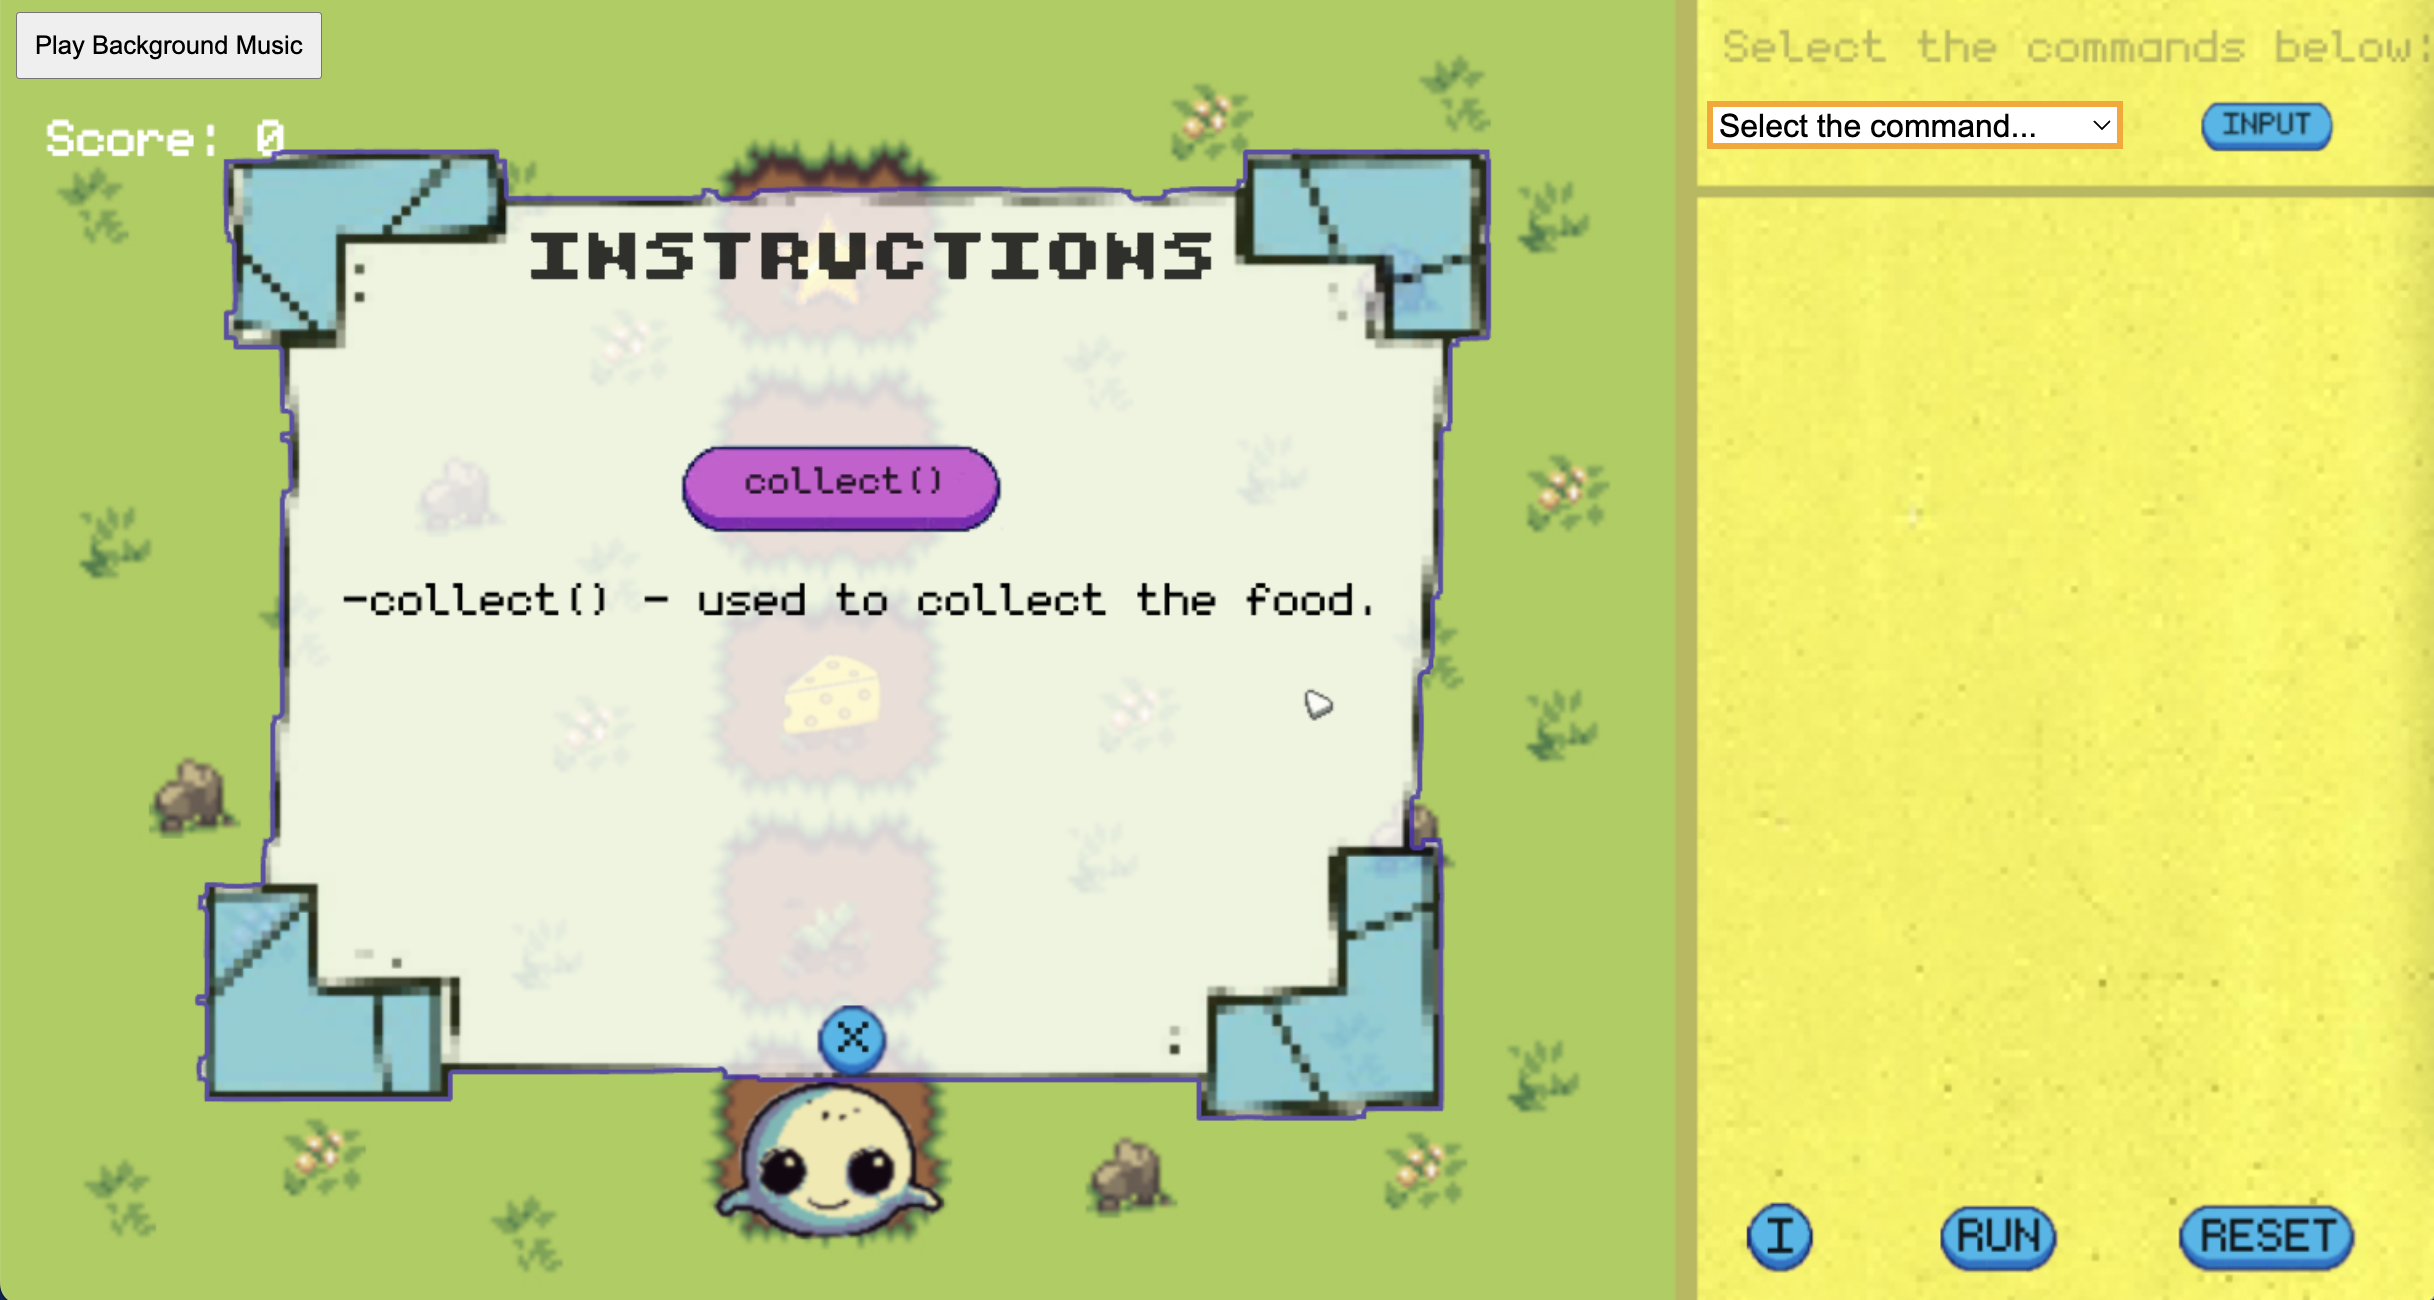 Play Background Music
Score: 0
INSTRUCTIONS
collect()
-collect() - used to collect the food.
X
Select the commands below:
Select the command...
INPUT
I
RUN
RESET